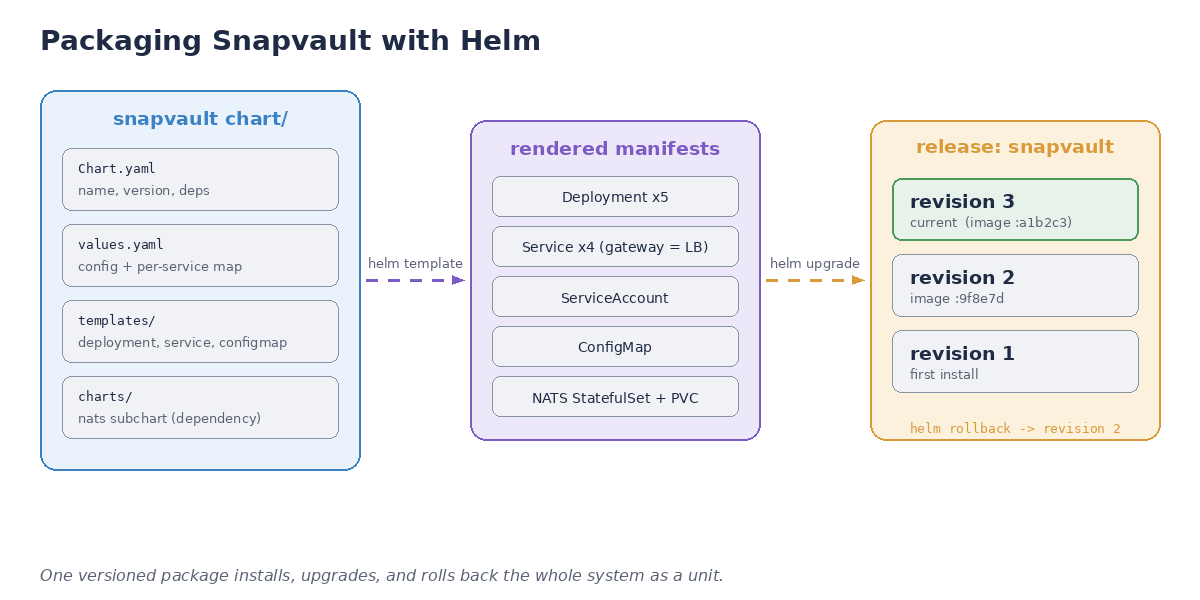 Packaging Snapvault with Helm
snapvault chart/
Chart.yaml
name, version, deps
values.yaml
config + per-service map
templates/
deployment, service, configmap
charts/
nats subchart (dependency)
helm template
rendered manifests
Deployment x5
Service x4 (gateway = LB)
ServiceAccount
ConfigMap
NATS StatefulSet + PVC
helm upgrade
release: snapvault
revision 3
current (image :a1b2c3)
revision 2
image :9f8e7d
revision 1
first install
helm rollback -> revision 2
One versioned package installs, upgrades, and rolls back the whole system as a unit.